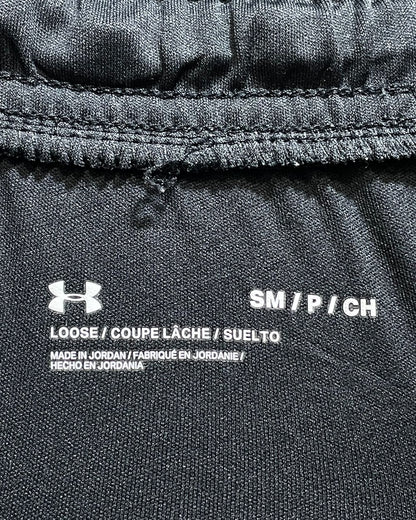 SM / P / CH
LOOSE / COUPE LÂCHE / SUELTO
MADE IN JORDAN / FABRIQUÉ EN JORDANIE /
HECHO EN JORDANIA